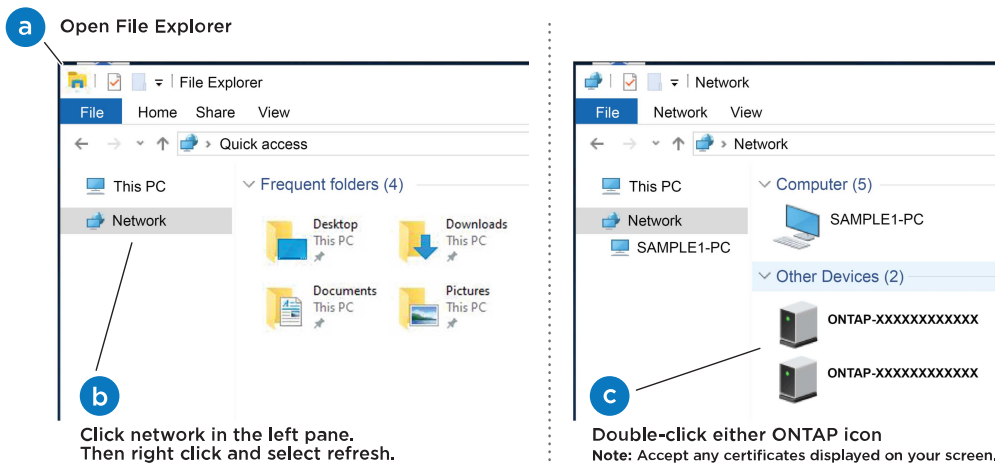 a
Open File Explorer
File Explorer
File Home Share View
Quick access
This PC
Network
Frequent folders (4)
Desktop
This PC
Downloads
This PC
Documents
This PC
Pictures
This PC
b
Click network in the left pane.
Then right click and select refresh.
Network
File Network View
Network
This PC
Network
SAMPLE1-PC
Computer (5)
SAMPLE1-PC
Other Devices (2)
ONTAP-XXXXXXXXXXXX
ONTAP-XXXXXXXXXXXX
c
Double-click either ONTAP icon
Note: Accept any certificates displayed on your screen,